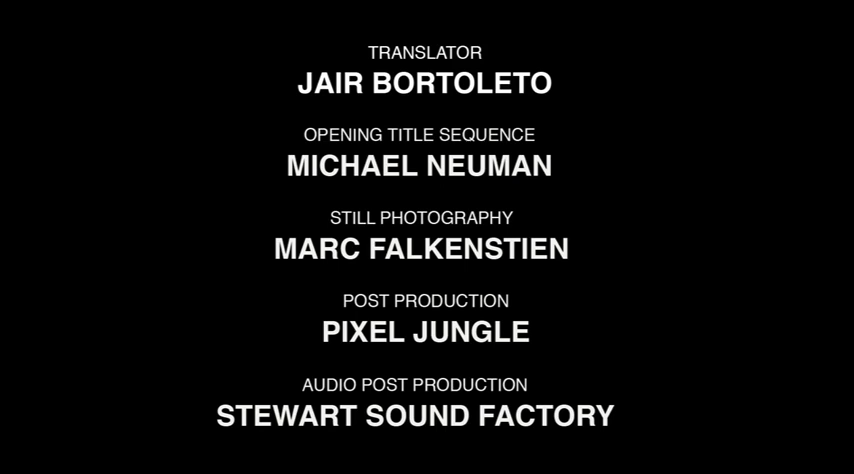 TRANSLATOR
JAIR BORTOLETO
OPENING TITLE SEQUENCE
MICHAEL NEUMAN
STILL PHOTOGRAPHY
MARC FALKENSTIEN
POST PRODUCTION
PIXEL JUNGLE
AUDIO POST PRODUCTION
STEWART SOUND FACTORY